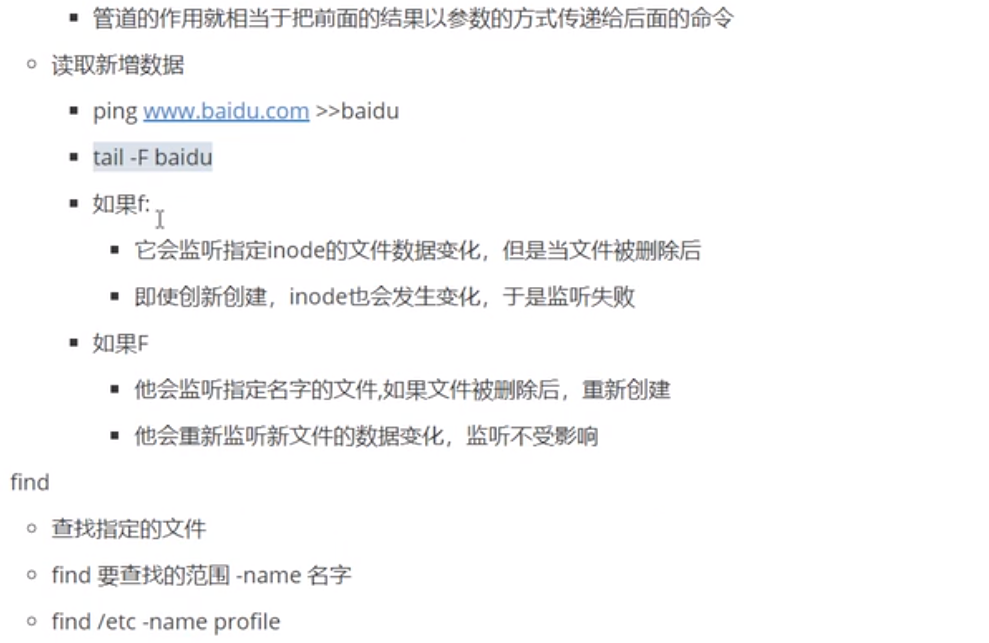 管道的作用就相当于把前面的结果以参数的方式传递给后面的命令
读取新增数据
ping www.baidu.com >>baidu
tail -F baidu
如果f:
它会监听指定inode的文件数据变化，但是当文件被删除后
即使创新创建，inode也会发生变化，于是监听失败
如果F
他会监听指定名字的文件,如果文件被删除后，重新创建
他会重新监听新文件的数据变化，监听不受影响
find
查找指定的文件
find 要查找的范围 -name 名字
find /etc -name profile